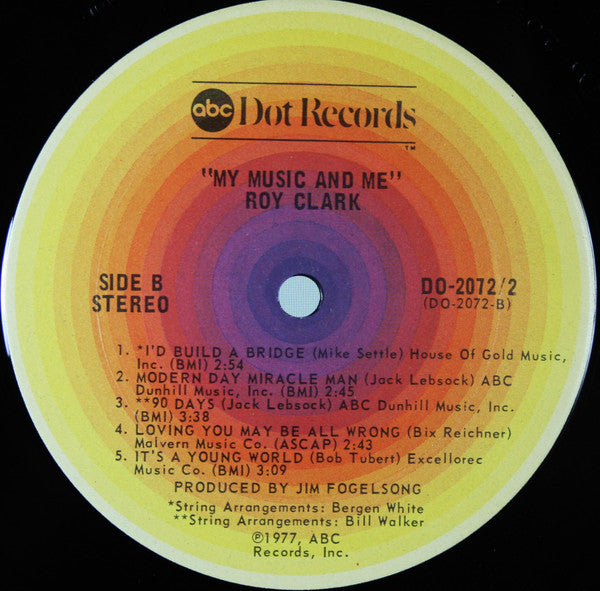 abc Dot Records
TM
"MY MUSIC AND ME"
ROY CLARK
SIDE B
STEREO
DO-2072/2
(DO-2072-B)
1. *I'D BUILD A BRIDGE (Mike Settle) House Of Gold Music,
Inc. (BMI) 2:54
2. MODERN DAY MIRACLE MAN (Jack Lebsock) ABC
Dunhill Music, Inc. (BMI) 2:45
3. **90 DAYS (Jack Lebsock) ABC Dunhill Music, Inc.
(BMI) 3:38
4. LOVING YOU MAY BE ALL WRONG (Bix Reichner)
Malvern Music Co. (ASCAP) 2:43
5. IT'S A YOUNG WORLD (Bob Tubert) Excellorec
Music Co. (BMI) 3:09
PRODUCED BY JIM FOGELSONG
*String Arrangements: Bergen White
**String Arrangements: Bill Walker
℗1977, ABC
Records, Inc.